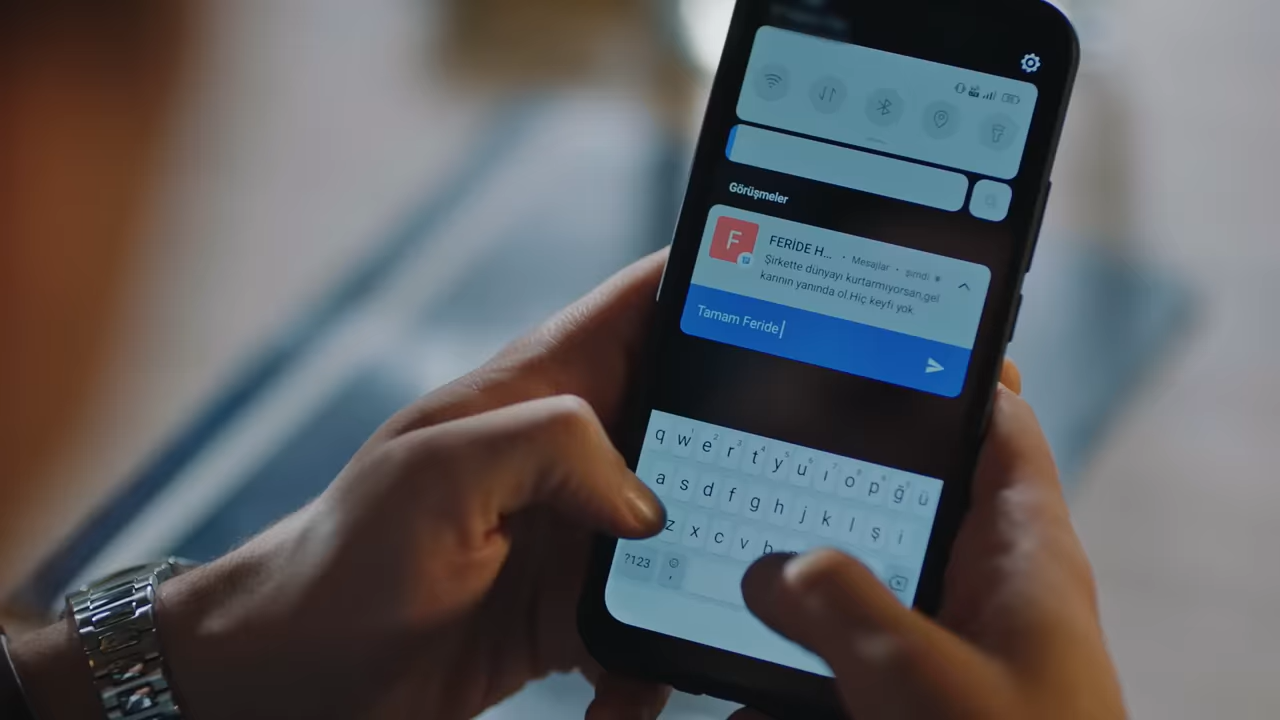 Görüşmeler
F
FERİDE H... • Mesajlar • şimdi
Şirkette dünyayı kurtarmıyorsan,gel
karının yanında ol.Hiç keyfi yok.
Tamam Feride
q w e r t y u ı o p ğ ü
a s d f g h j k l ş i
z x c v b
?123 ,